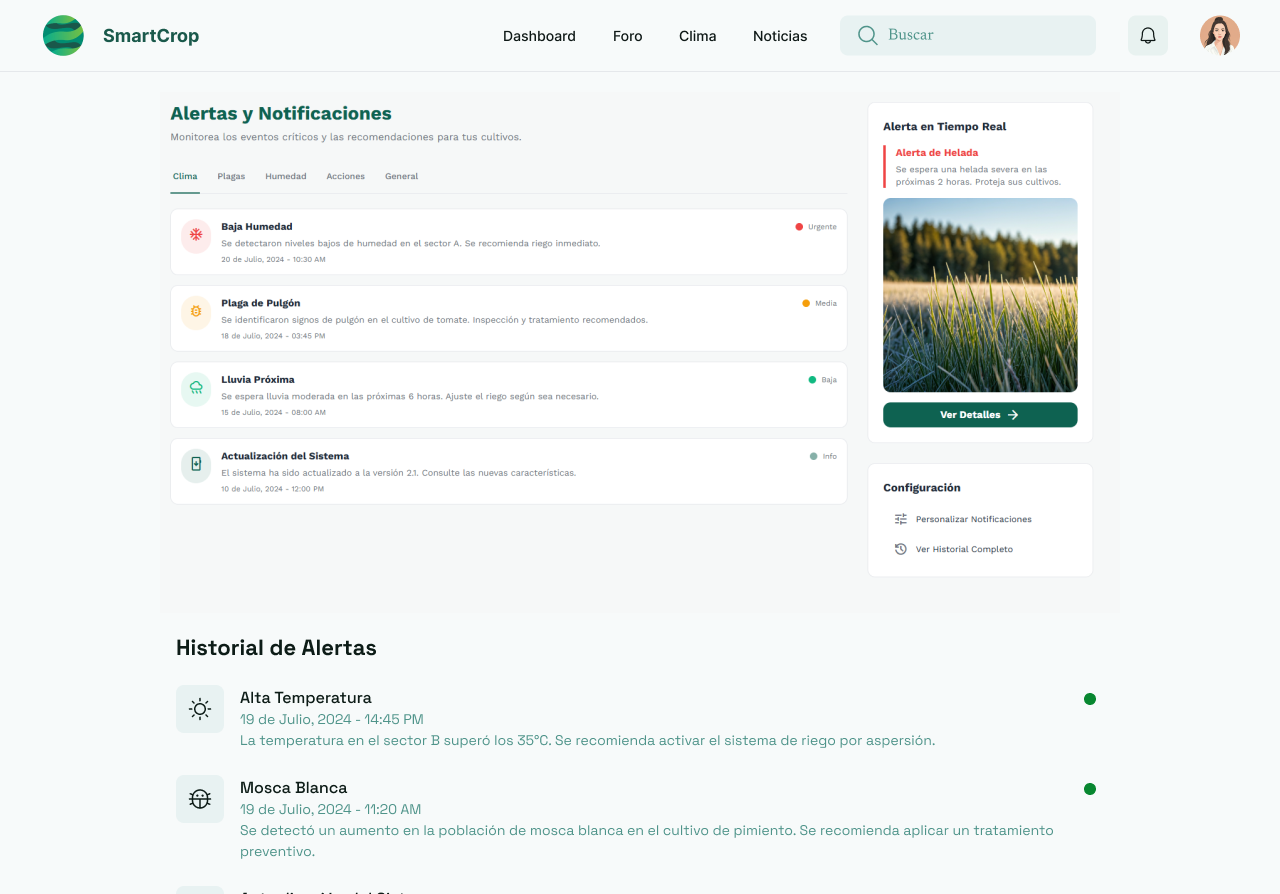 SmartCrop
Dashboard
Foro
Clima
Noticias
Buscar
Alertas y Notificaciones
Monitorea los eventos críticos y las recomendaciones para tus cultivos.
Clima
Plagas
Humedad
Acciones
General
Baja Humedad
Urgente
Se detectaron niveles bajos de humedad en el sector A. Se recomienda riego inmediato.
20 de Julio, 2024 - 10:30 AM
Plaga de Pulgón
Media
Se identificaron signos de pulgón en el cultivo de tomate. Inspección y tratamiento recomendados.
18 de Julio, 2024 - 03:45 PM
Lluvia Próxima
Baja
Se espera lluvia moderada en las próximas 6 horas. Ajuste el riego según sea necesario.
15 de Julio, 2024 - 08:00 AM
Actualización del Sistema
Info
El sistema ha sido actualizado a la versión 2.1. Consulte las nuevas características.
10 de Julio, 2024 - 12:00 PM
Alerta en Tiempo Real
Alerta de Helada
Se espera una helada severa en las
próximas 2 horas. Proteja sus cultivos.
Ver Detalles
Configuración
Personalizar Notificaciones
Ver Historial Completo
Historial de Alertas
Alta Temperatura
19 de Julio, 2024 - 14:45 PM
La temperatura en el sector B superó los 35°C. Se recomienda activar el sistema de riego por aspersión.
Mosca Blanca
19 de Julio, 2024 - 11:20 AM
Se detectó un aumento en la población de mosca blanca en el cultivo de pimiento. Se recomienda aplicar un tratamiento
preventivo.